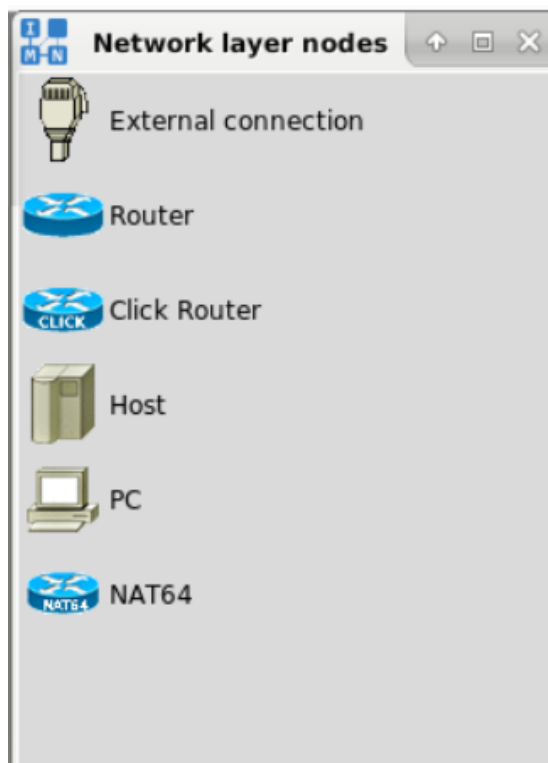 I
M N
Network layer nodes
External connection
Router
CLICK
Click Router
Host
PC
NAT64
NAT64